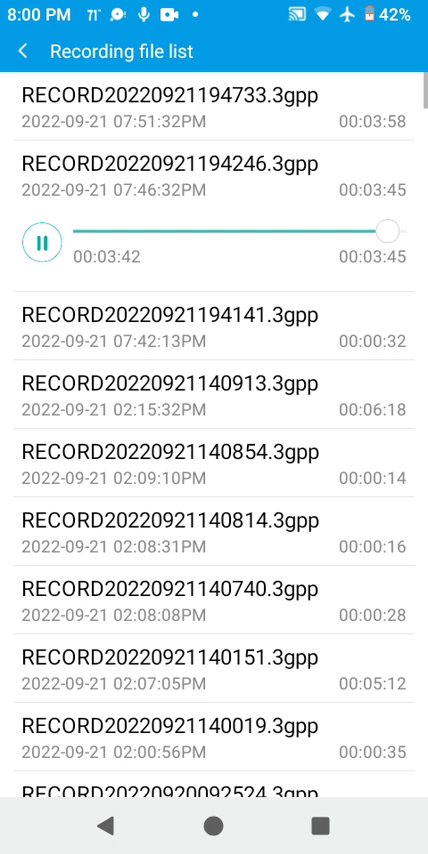 8:00 PM 71° 42%
Recording file list
RECORD20220921194733.3gpp
2022-09-21 07:51:32PM 00:03:58
RECORD20220921194246.3gpp
2022-09-21 07:46:32PM 00:03:45
00:03:42 00:03:45
RECORD20220921194141.3gpp
2022-09-21 07:42:13PM 00:00:32
RECORD20220921140913.3gpp
2022-09-21 02:15:32PM 00:06:18
RECORD20220921140854.3gpp
2022-09-21 02:09:10PM 00:00:14
RECORD20220921140814.3gpp
2022-09-21 02:08:31PM 00:00:16
RECORD20220921140740.3gpp
2022-09-21 02:08:08PM 00:00:28
RECORD20220921140151.3gpp
2022-09-21 02:07:05PM 00:05:12
RECORD20220921140019.3gpp
2022-09-21 02:00:56PM 00:00:35
RECORD20220920092524.3gpp